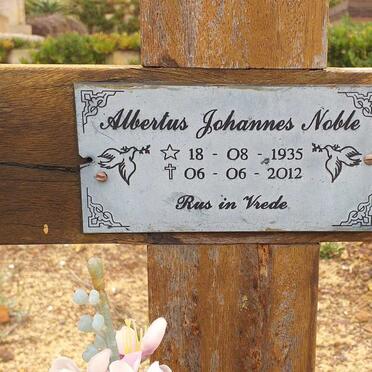 Albertus Johannes Noble
☆ 18 - 08 - 1935
✝ 06 - 06 - 2012
Rus in Vrede